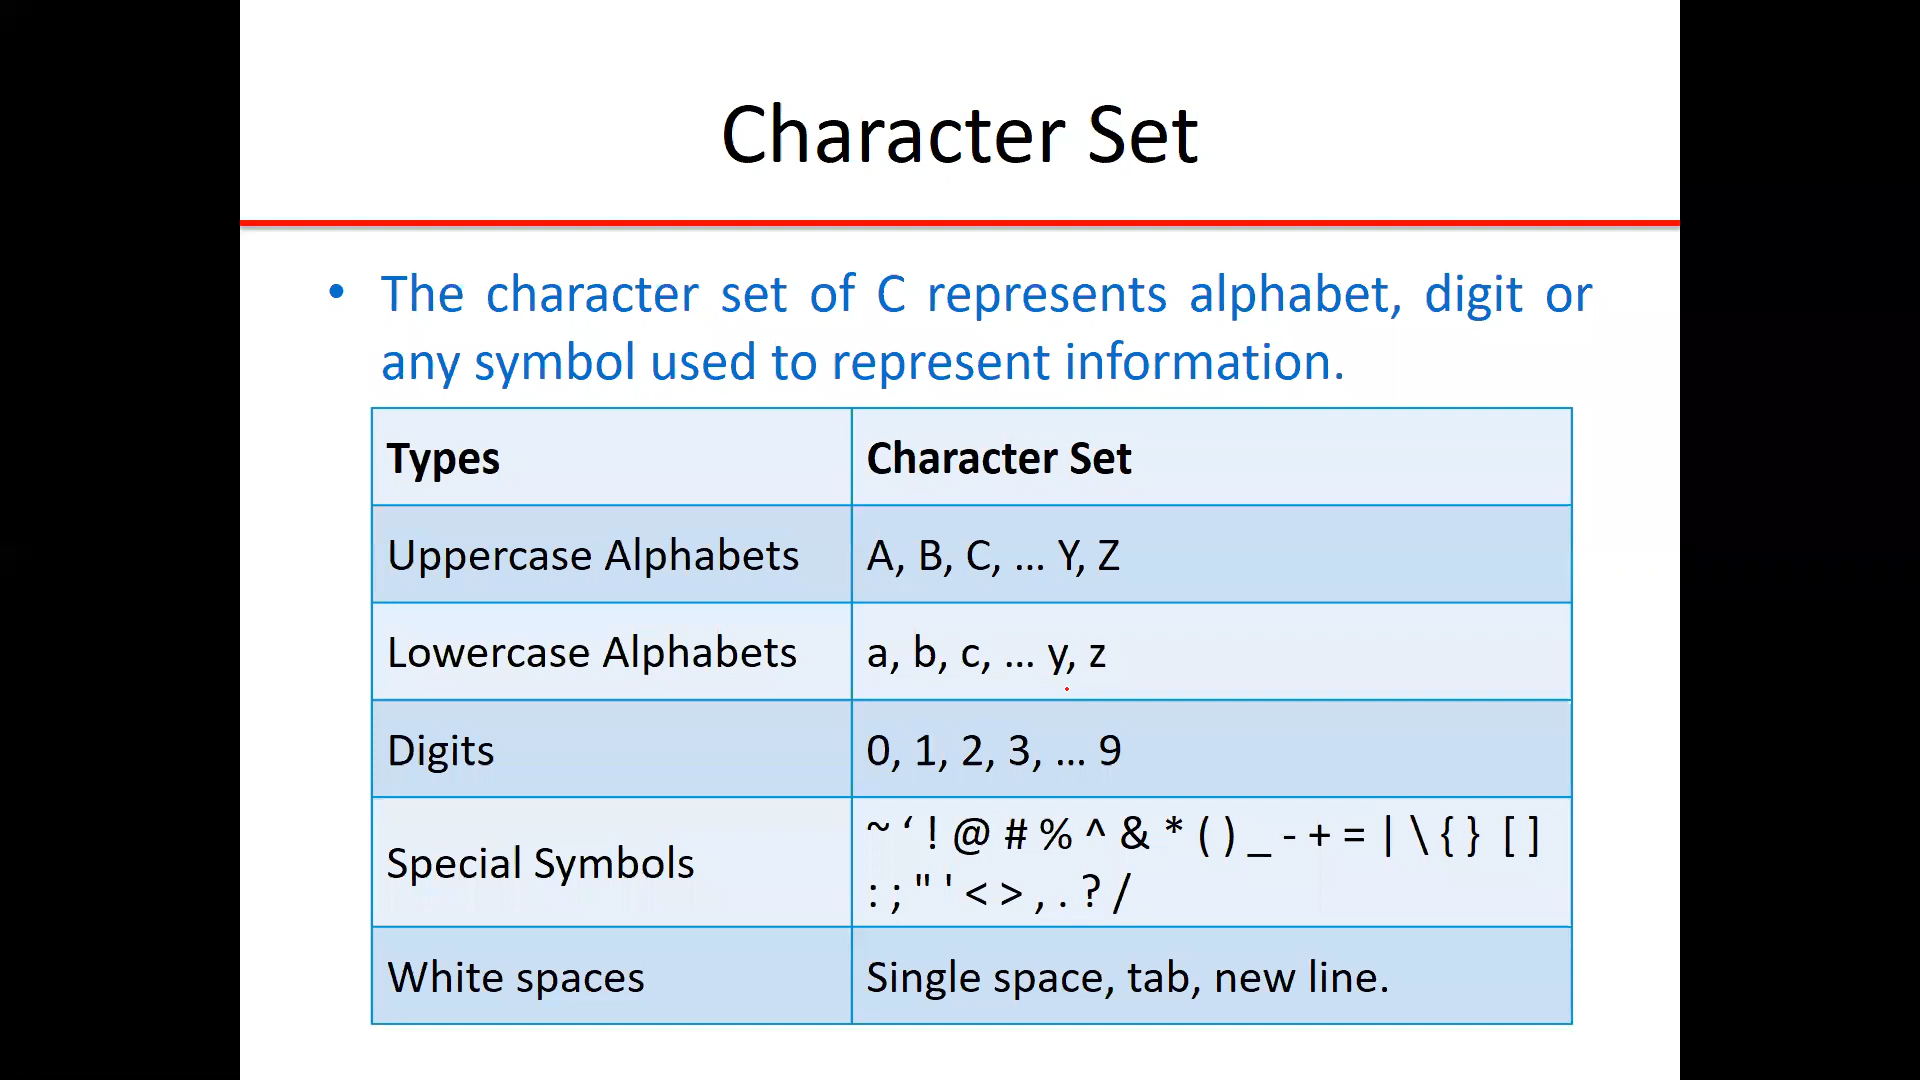 Character Set
• The character set of C represents alphabet, digit or
any symbol used to represent information.
Types Character Set
Uppercase Alphabets A, B, C, ... Y, Z
Lowercase Alphabets a, b, c, ... y, z
Digits 0, 1, 2, 3, ... 9
Special Symbols ~ ‘ ! @ # % ^ & * ( ) _ - + = | \ { } [ ]
: ; " ' < > , . ? /
White spaces Single space, tab, new line.